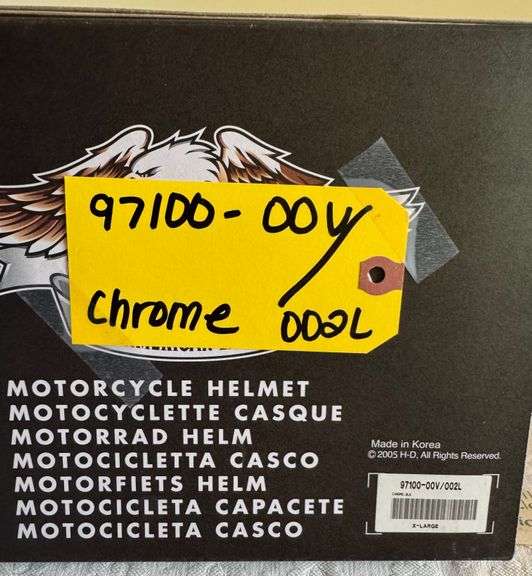 97100-00V/
Chrome 002L
MOTORCYCLE HELMET
MOTOCYCLETTE CASQUE
MOTORRAD HELM
MOTOCICLETTA CASCO
MOTORFIETS HELM
MOTOCICLETA CAPACETE
MOTOCICLETA CASCO
Made in Korea
© 2005 H-D, All Rights Reserved.
97100-00V/002L
X-LARGE